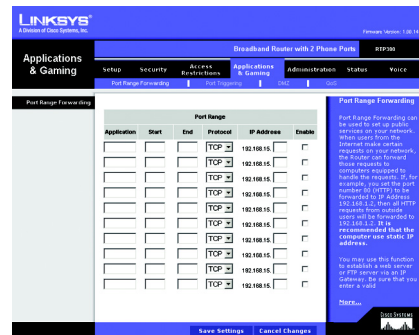 LINKSYS®
A Division of Cisco Systems, Inc.
Firmware Version: 1.00.14
Broadband Router with 2 Phone Ports RTP300
Applications & Gaming
Setup Security Access Restrictions Applications & Gaming Administration Status Voice
Port Range Forwarding Port Triggering DMZ QoS
Port Range Forwarding
Port Range
Application Start End Protocol IP Address Enable
TCP 192.168.15.
TCP 192.168.15.
TCP 192.168.15.
TCP 192.168.15.
TCP 192.168.15.
TCP 192.168.15.
TCP 192.168.15.
TCP 192.168.15.
TCP 192.168.15.
TCP 192.168.15.
Port Range Forwarding
Port Range Forwarding can
be used to set up public
services on your network.
When users from the
Internet make certain
requests on your network,
the Router can forward
those requests to
computers equipped to
handle the requests. If, for
example, you set the port
number 80 (HTTP) to be
forwarded to IP Address
192.168.1.2, then all HTTP
requests from outside
users will be forwarded to
192.168.1.2. It is
recommended that the
computer use static IP
address.
You may use this function
to establish a web server
or FTP server via an IP
Gateway. Be sure that you
enter a valid
More...
Save Settings Cancel Changes
CISCO SYSTEMS